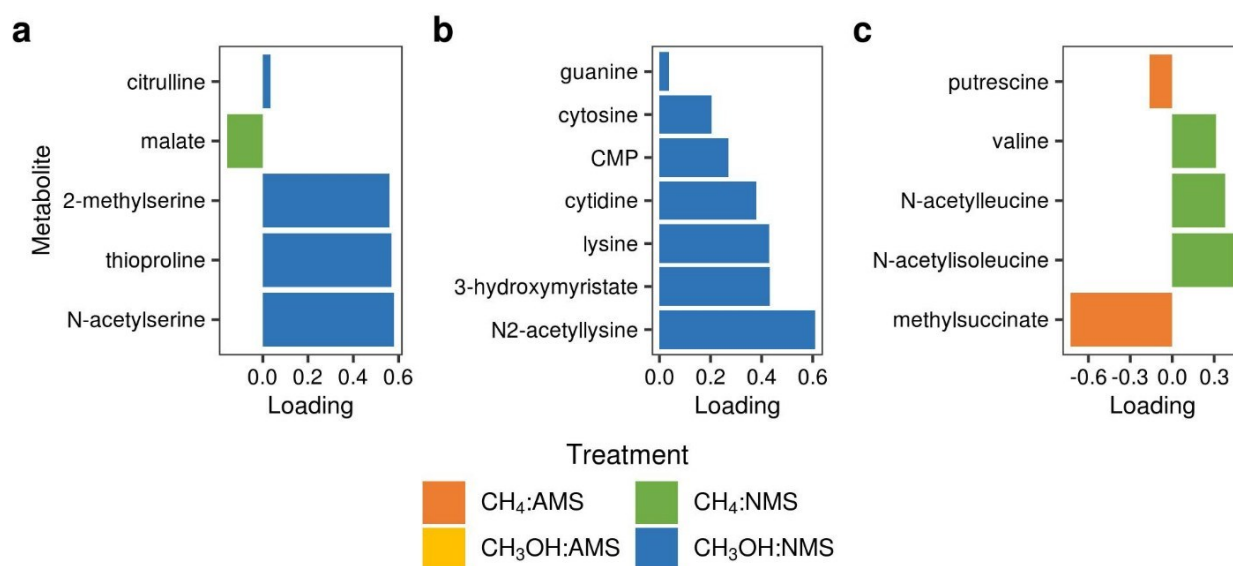 a
b
c
Metabolite
citrulline
malate
2-methylserine
thioproline
N-acetylserine
0.0 0.2 0.4 0.6
Loading
guanine
cytosine
CMP
cytidine
lysine
3-hydroxymyristate
N2-acetyllysine
0.0 0.2 0.4 0.6
Loading
putrescine
valine
N-acetylleucine
N-acetylisoleucine
methylsuccinate
-0.6 -0.3 0.0 0.3
Loading
Treatment
CH₄:AMS CH₄:NMS
CH₃OH:AMS CH₃OH:NMS